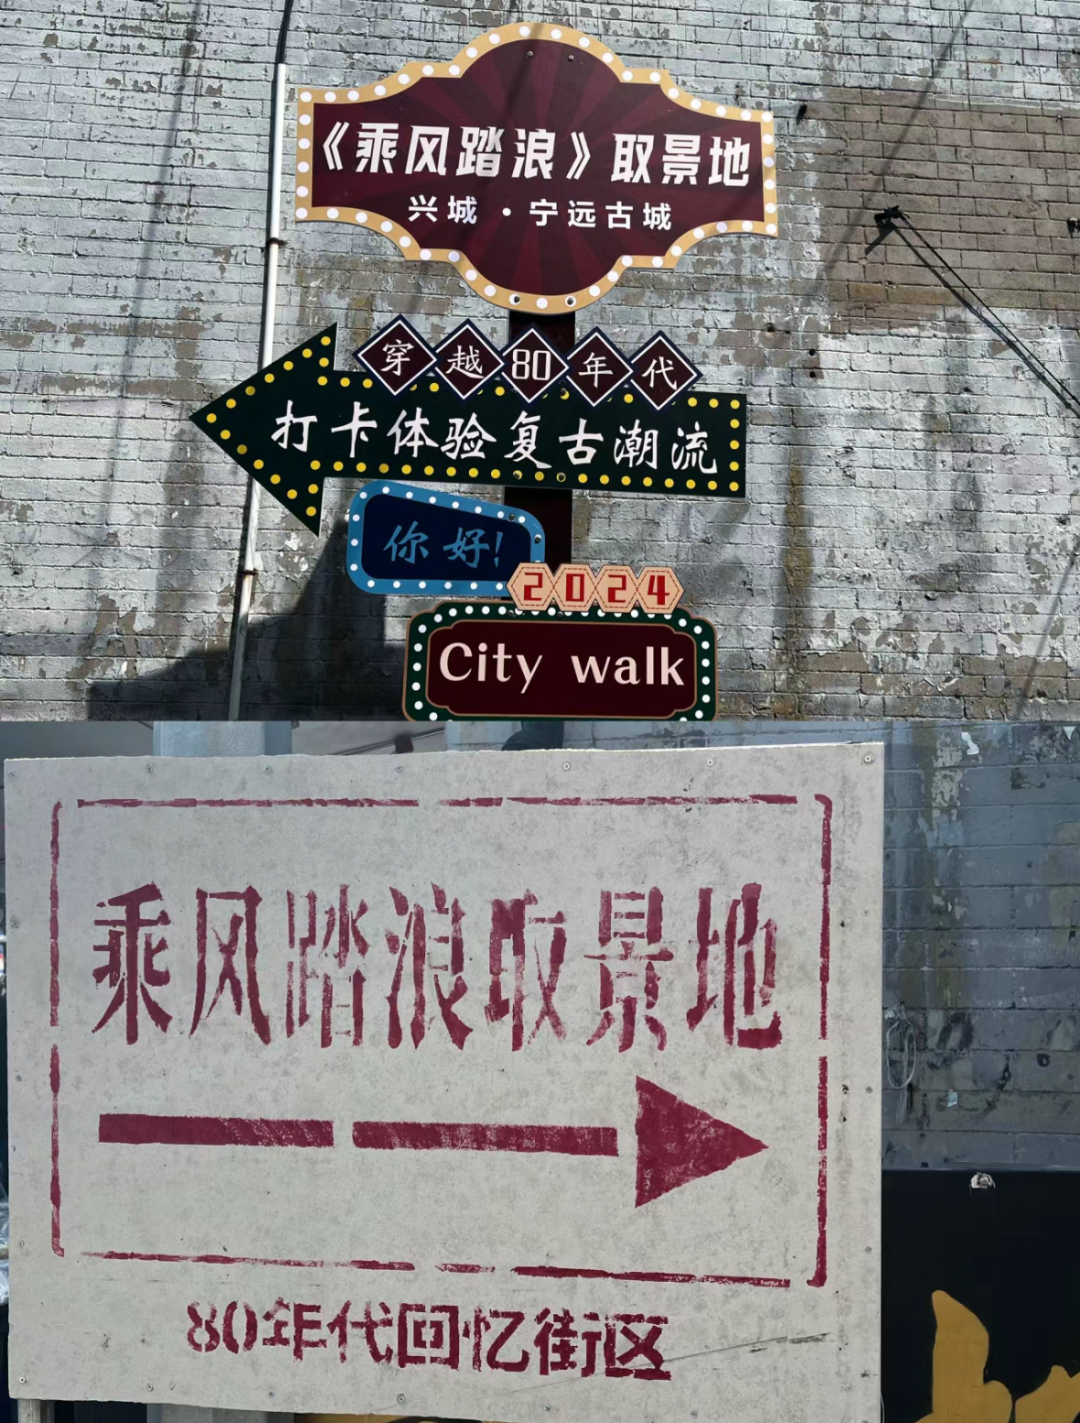 《乘风踏浪》取景地
兴城·宁远古城
穿越80年代
打卡体验复古潮流
你好!
2024
City walk
乘风踏浪取景地
80年代回忆街区